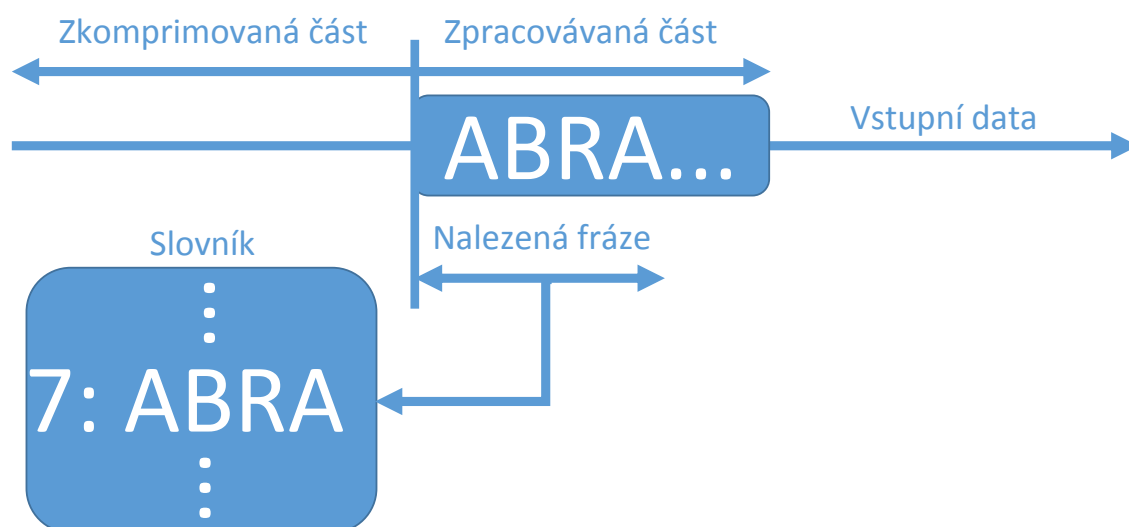 Zkomprimovaná část
Zpracovávaná část
ABRA...
Vstupní data
Nalezená fráze
Slovník
7: ABRA